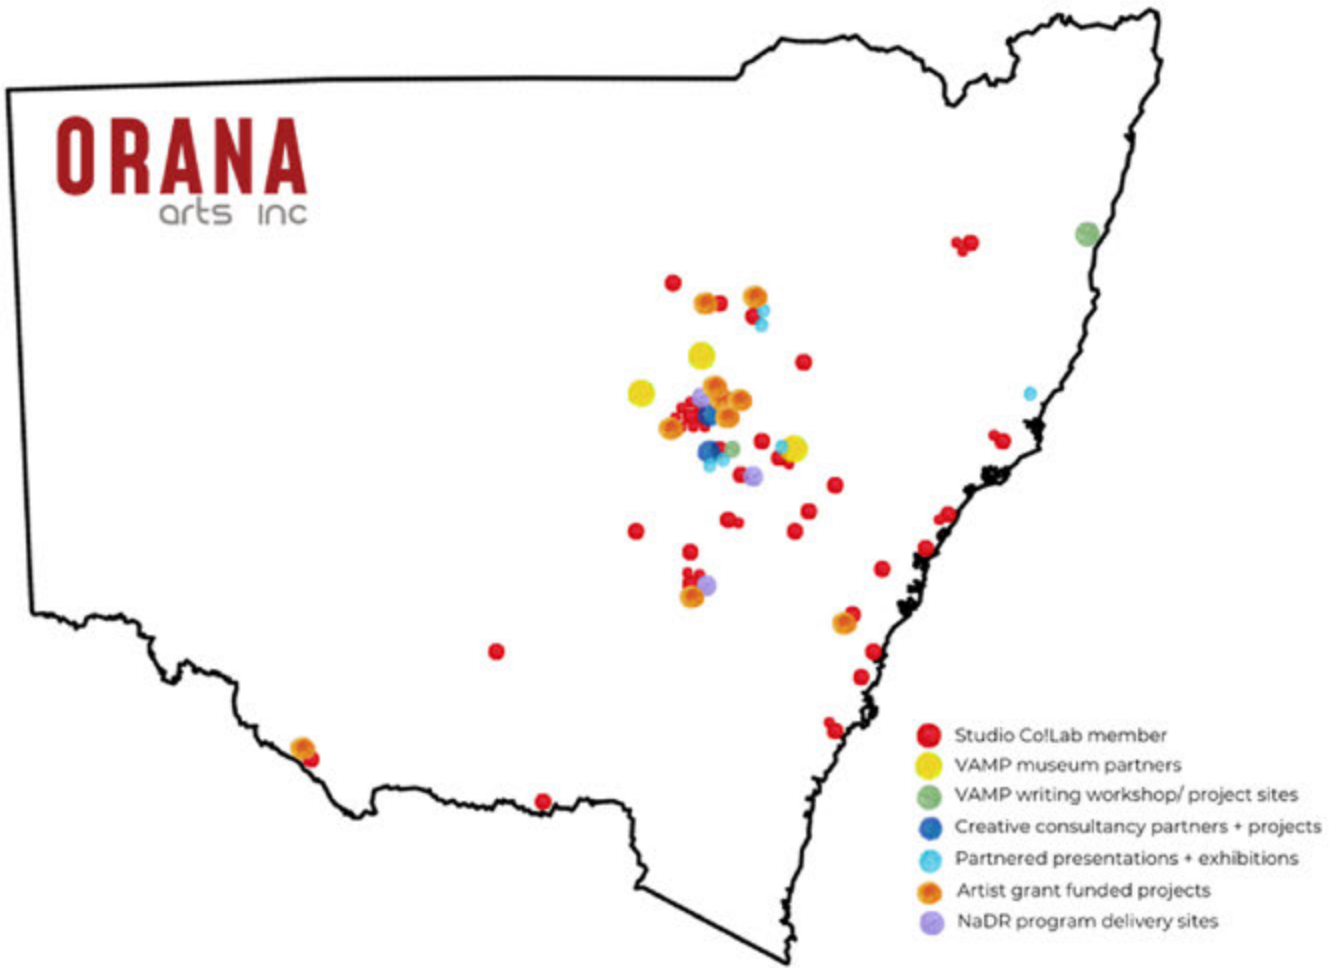 ORANA
arts inc
Studio Co!Lab member
VAMP museum partners
VAMP writing workshop/ project sites
Creative consultancy partners + projects
Partnered presentations + exhibitions
Artist grant funded projects
NaDR program delivery sites